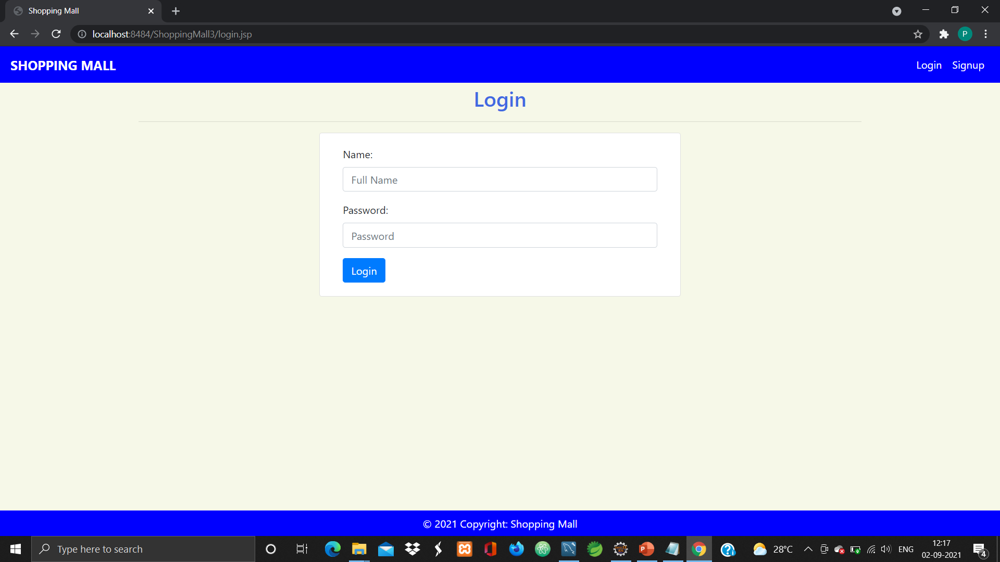 Shopping Mall
localhost:8484/ShoppingMall3/login.jsp
P
SHOPPING MALL
Login Signup
Login
Name:
Full Name
Password:
Password
Login
© 2021 Copyright: Shopping Mall
Type here to search
28°C
ENG
12:17
02-09-2021
4